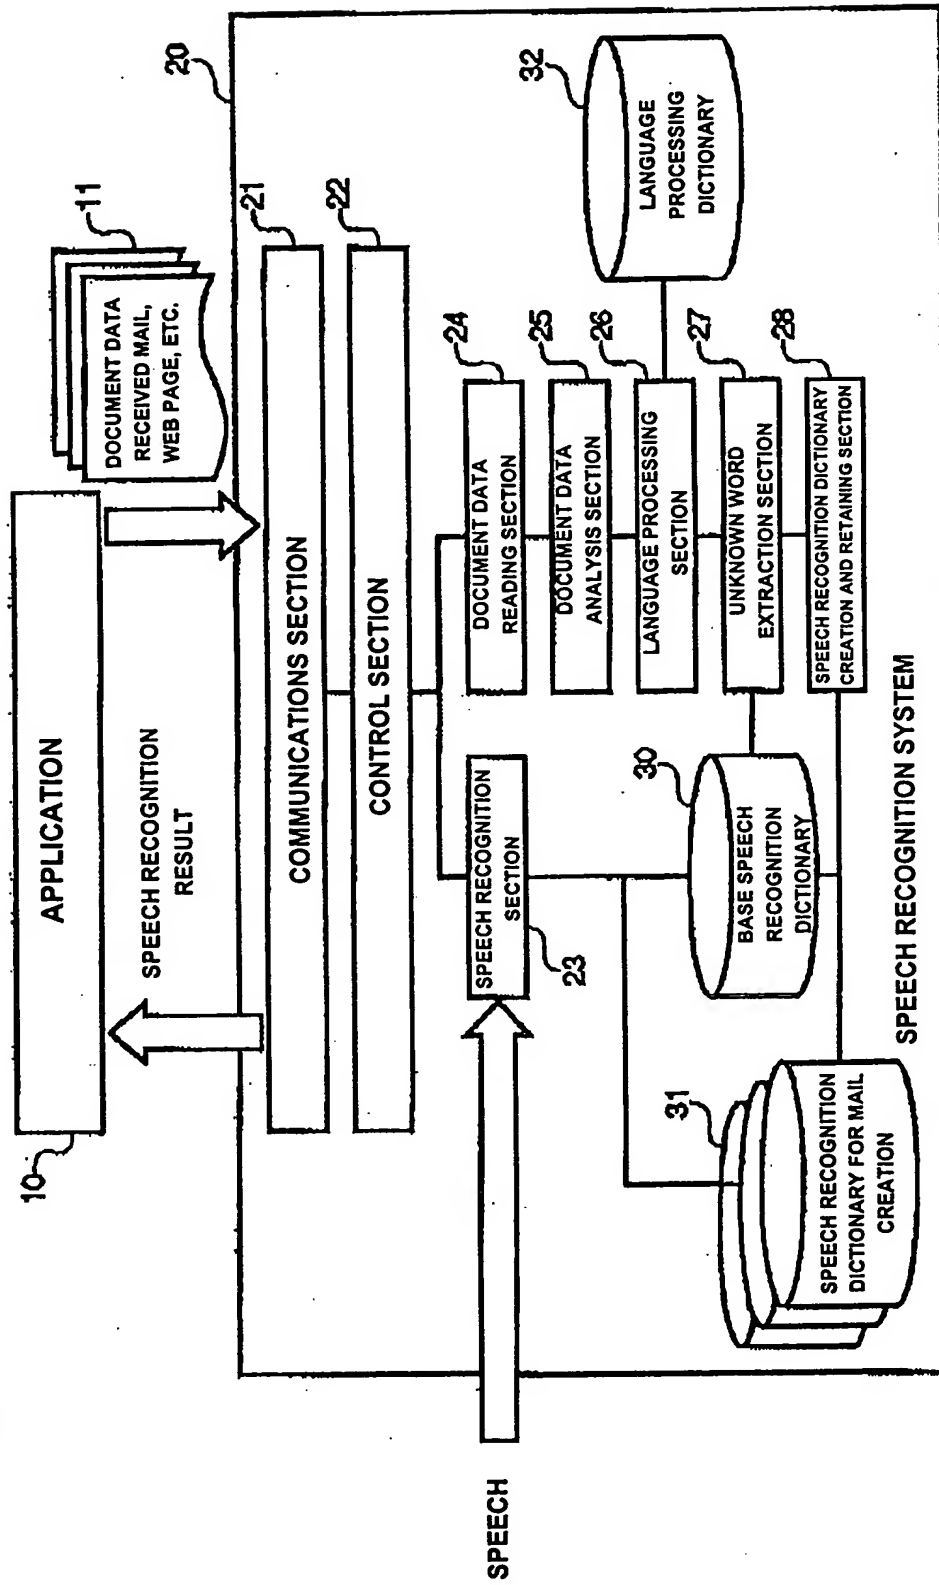 10
APPLICATION
SPEECH RECOGNITION
RESULT
DOCUMENT DATA
RECEIVED MAIL,
WEB PAGE, ETC.
11
20
COMMUNICATIONS SECTION
21
CONTROL SECTION
22
SPEECH
SPEECH RECOGNITION
SECTION
23
DOCUMENT DATA
READING SECTION
24
DOCUMENT DATA
ANALYSIS SECTION
25
LANGUAGE PROCESSING
SECTION
26
LANGUAGE
PROCESSING
DICTIONARY
32
UNKNOWN WORD
EXTRACTION SECTION
27
SPEECH RECOGNITION DICTIONARY
CREATION AND RETAINING SECTION
28
BASE SPEECH
RECOGNITION
DICTIONARY
30
31
SPEECH RECOGNITION
DICTIONARY FOR MAIL
CREATION
SPEECH RECOGNITION SYSTEM